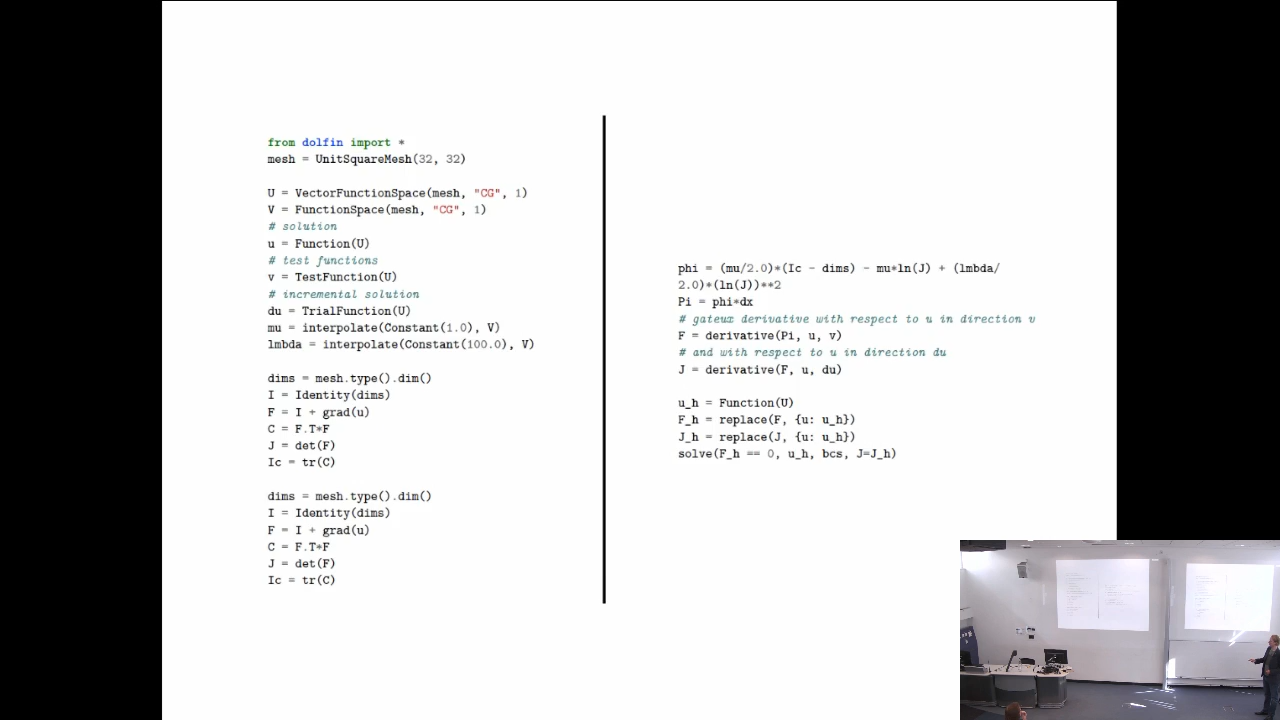 from dolfin import *
mesh = UnitSquareMesh(32, 32)
U = VectorFunctionSpace(mesh, "CG", 1)
V = FunctionSpace(mesh, "CG", 1)
# solution
u = Function(U)
# test functions
v = TestFunction(U)
# incremental solution
du = TrialFunction(U)
mu = interpolate(Constant(1.0), V)
lmbda = interpolate(Constant(100.0), V)
dims = mesh.type().dim()
I = Identity(dims)
F = I + grad(u)
C = F.T*F
J = det(F)
Ic = tr(C)
dims = mesh.type().dim()
I = Identity(dims)
F = I + grad(u)
C = F.T*F
J = det(F)
Ic = tr(C)
phi = (mu/2.0)*(Ic - dims) - mu*ln(J) + (lmbda/
2.0)*(ln(J))**2
Pi = phi*dx
# gateux derivative with respect to u in direction v
F = derivative(Pi, u, v)
# and with respect to u in direction du
J = derivative(F, u, du)
u_h = Function(U)
F_h = replace(F, {u: u_h})
J_h = replace(J, {u: u_h})
solve(F_h == 0, u_h, bcs, J=J_h)